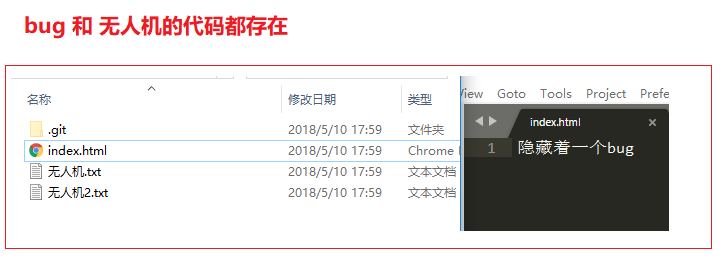 bug 和 无人机的代码都存在
名称 修改日期 类型
.git 2018/5/10 17:59 文件夹
index.html 2018/5/10 17:59 Chrome
无人机.txt 2018/5/10 17:59 文本文档
无人机2.txt 2018/5/10 17:59 文本文档
View Goto Tools Project Prefe
index.html
1 隐藏着一个bug